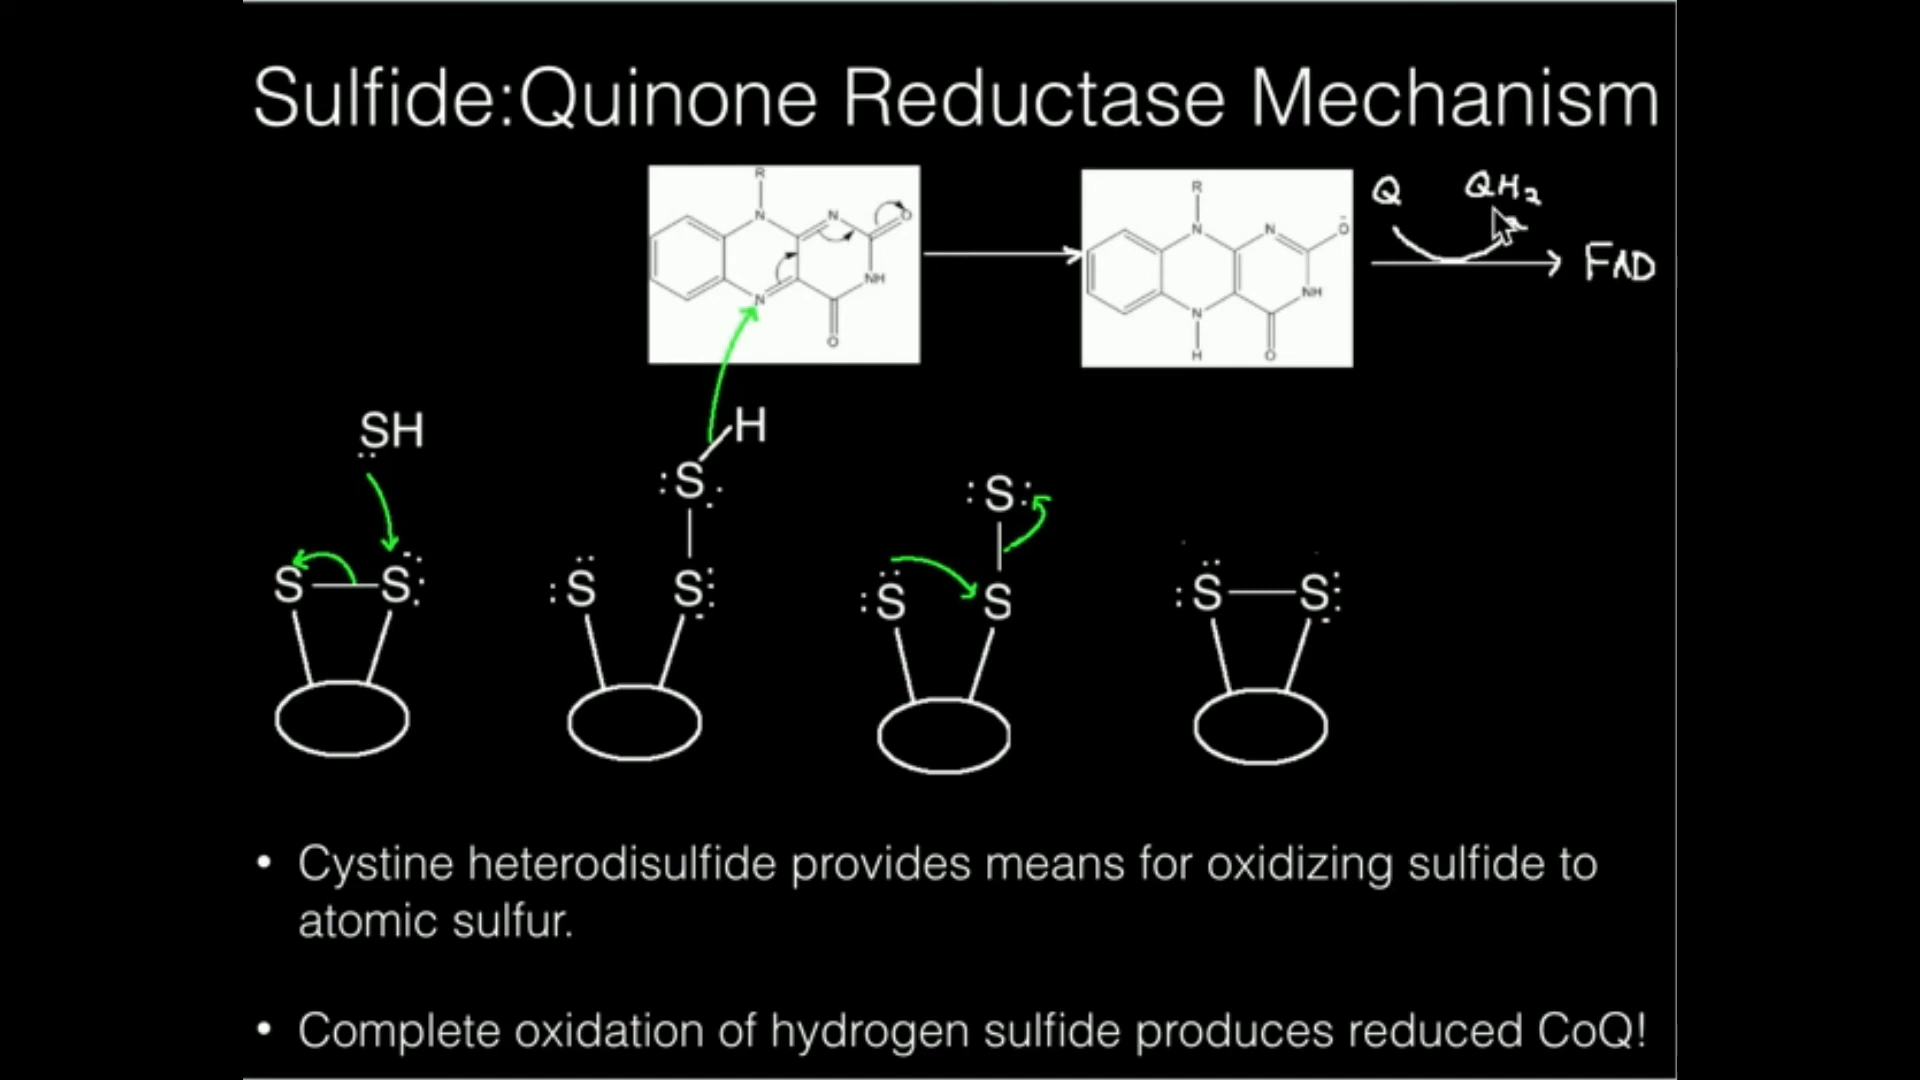 Sulfide:Quinone Reductase Mechanism
R
N
N
O
NH
N
O
R
N
N
O
NH
N
H
O
Q
QH2
FAD
SH
S
S
H
S
S
S
S
S
S
S
S
• Cystine heterodisulfide provides means for oxidizing sulfide to
atomic sulfur.
• Complete oxidation of hydrogen sulfide produces reduced CoQ!